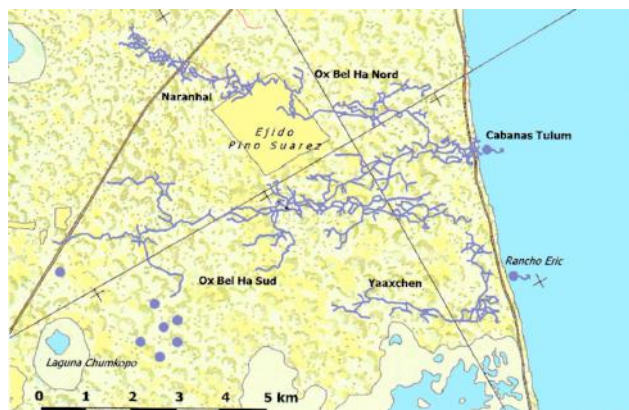 Ox Bel Ha Nord
Naranhal
Ejido
Pino Suarez
Cabanas Tulum
Rancho Eric
Ox Bel Ha Sud
Yaaxchen
Laguna Chumkopo
0 1 2 3 4 5 km